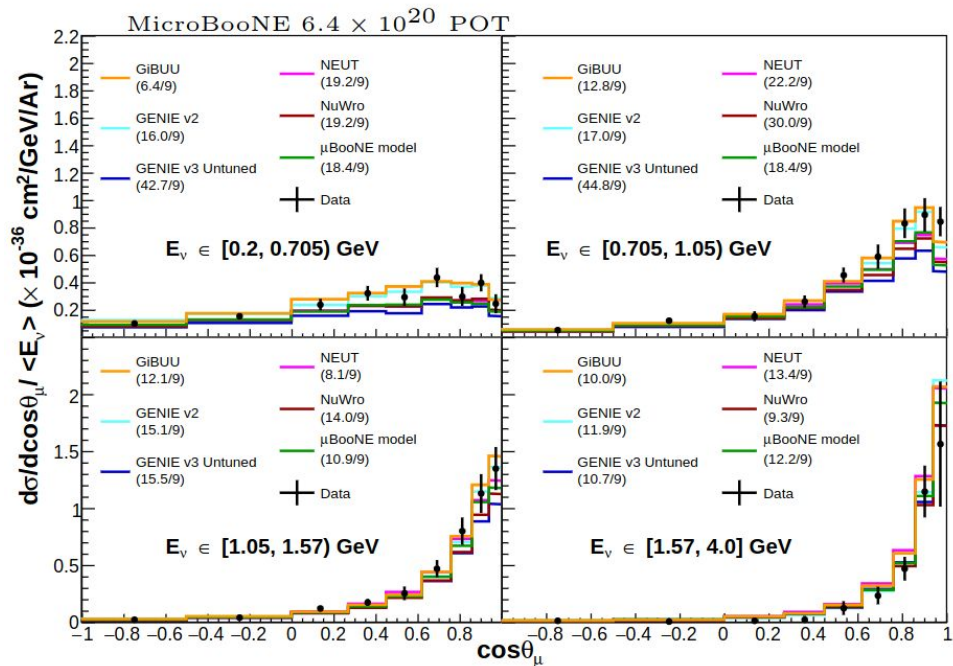 MicroBooNE 6.4 × 10²⁰ POT
dσ/dcosθμ/ <Eν> (× 10⁻³⁶ cm²/GeV/Ar)
2.2
2
1.8
1.6
1.4
1.2
1
0.8
0.6
0.4
0.2
GiBUU
(6.4/9)
GENIE v2
(16.0/9)
GENIE v3 Untuned
(42.7/9)
NEUT
(19.2/9)
NuWro
(19.2/9)
μBooNE model
(18.4/9)
Data
Eν ∈ [0.2, 0.705) GeV
GiBUU
(12.8/9)
GENIE v2
(17.0/9)
GENIE v3 Untuned
(44.8/9)
NEUT
(22.2/9)
NuWro
(30.0/9)
μBooNE model
(18.4/9)
Data
Eν ∈ [0.705, 1.05) GeV
2
1.5
1
0.5
0
GiBUU
(12.1/9)
GENIE v2
(15.1/9)
GENIE v3 Untuned
(15.5/9)
NEUT
(8.1/9)
NuWro
(14.0/9)
μBooNE model
(10.9/9)
Data
Eν ∈ [1.05, 1.57) GeV
GiBUU
(10.0/9)
GENIE v2
(11.9/9)
GENIE v3 Untuned
(10.7/9)
NEUT
(13.4/9)
NuWro
(9.3/9)
μBooNE model
(12.2/9)
Data
Eν ∈ [1.57, 4.0] GeV
−1 −0.8 −0.6 −0.4 −0.2 0 0.2 0.4 0.6 0.8
−0.8 −0.6 −0.4 −0.2 0 0.2 0.4 0.6 0.8 1
cosθμ
cosθμ